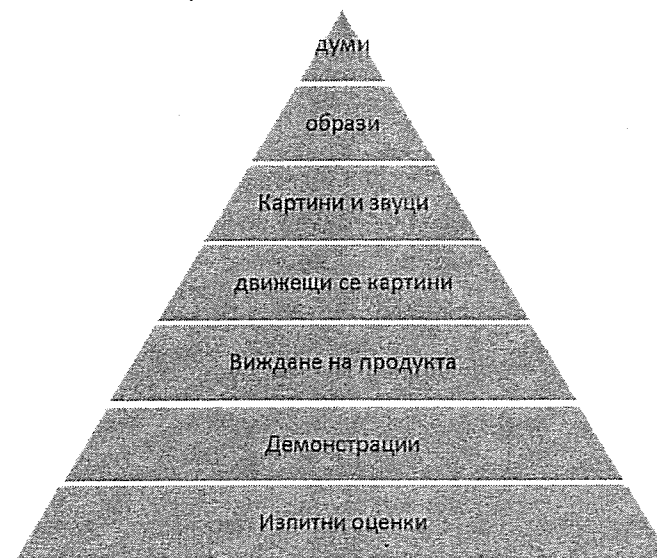 думи
образи
Картини и звуци
движещи се картини
Виждане на продукта
Демонстрации
Изпитни оценки